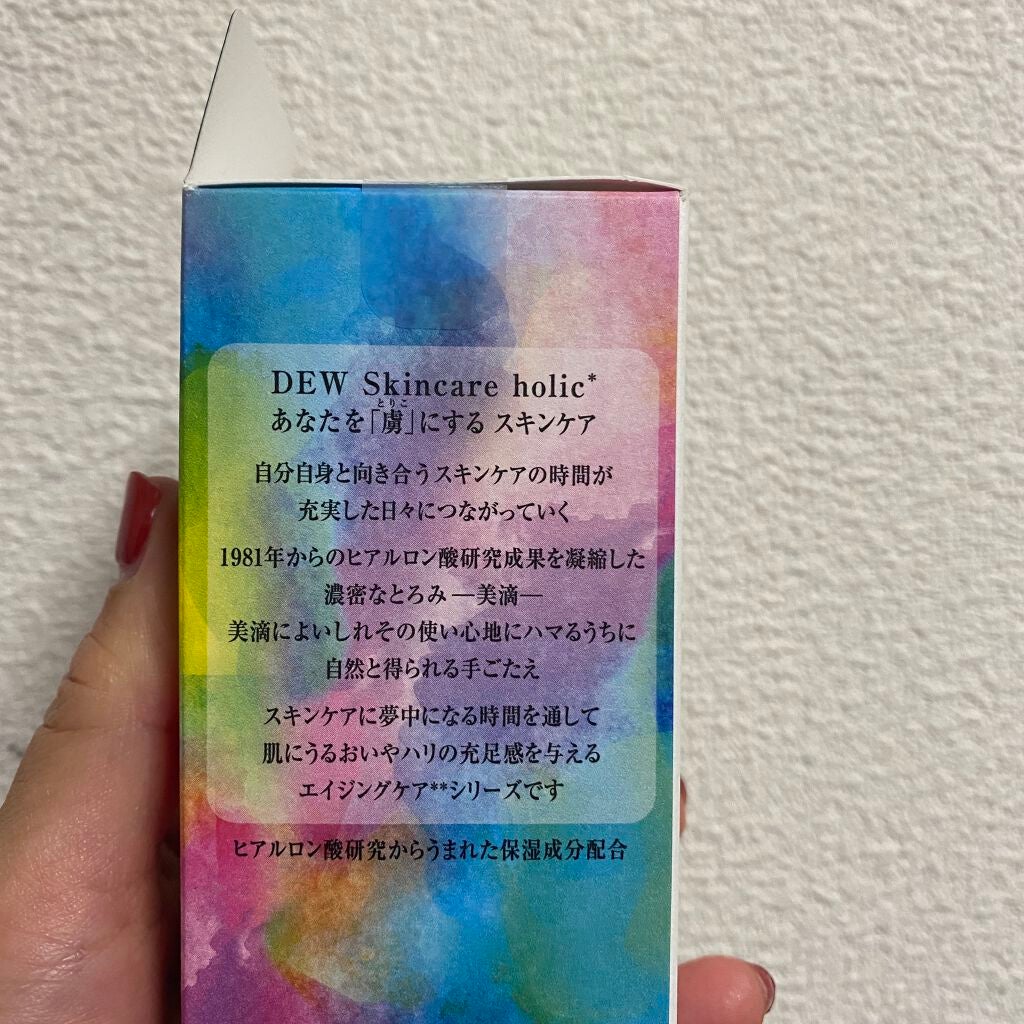 DEW Skincare holic*
とりこ
あなたを「虜」にする スキンケア
自分自身と向き合うスキンケアの時間が
充実した日々につながっていく
1981年からのヒアルロン酸研究成果を凝縮した
濃密なとろみ ―美滴―
美滴によいしれその使い心地にハマるうちに
自然と得られる手ごたえ
スキンケアに夢中になる時間を通して
肌にうるおいやハリの充足感を与える
エイジングケア**シリーズです
ヒアルロン酸研究からうまれた保湿成分配合